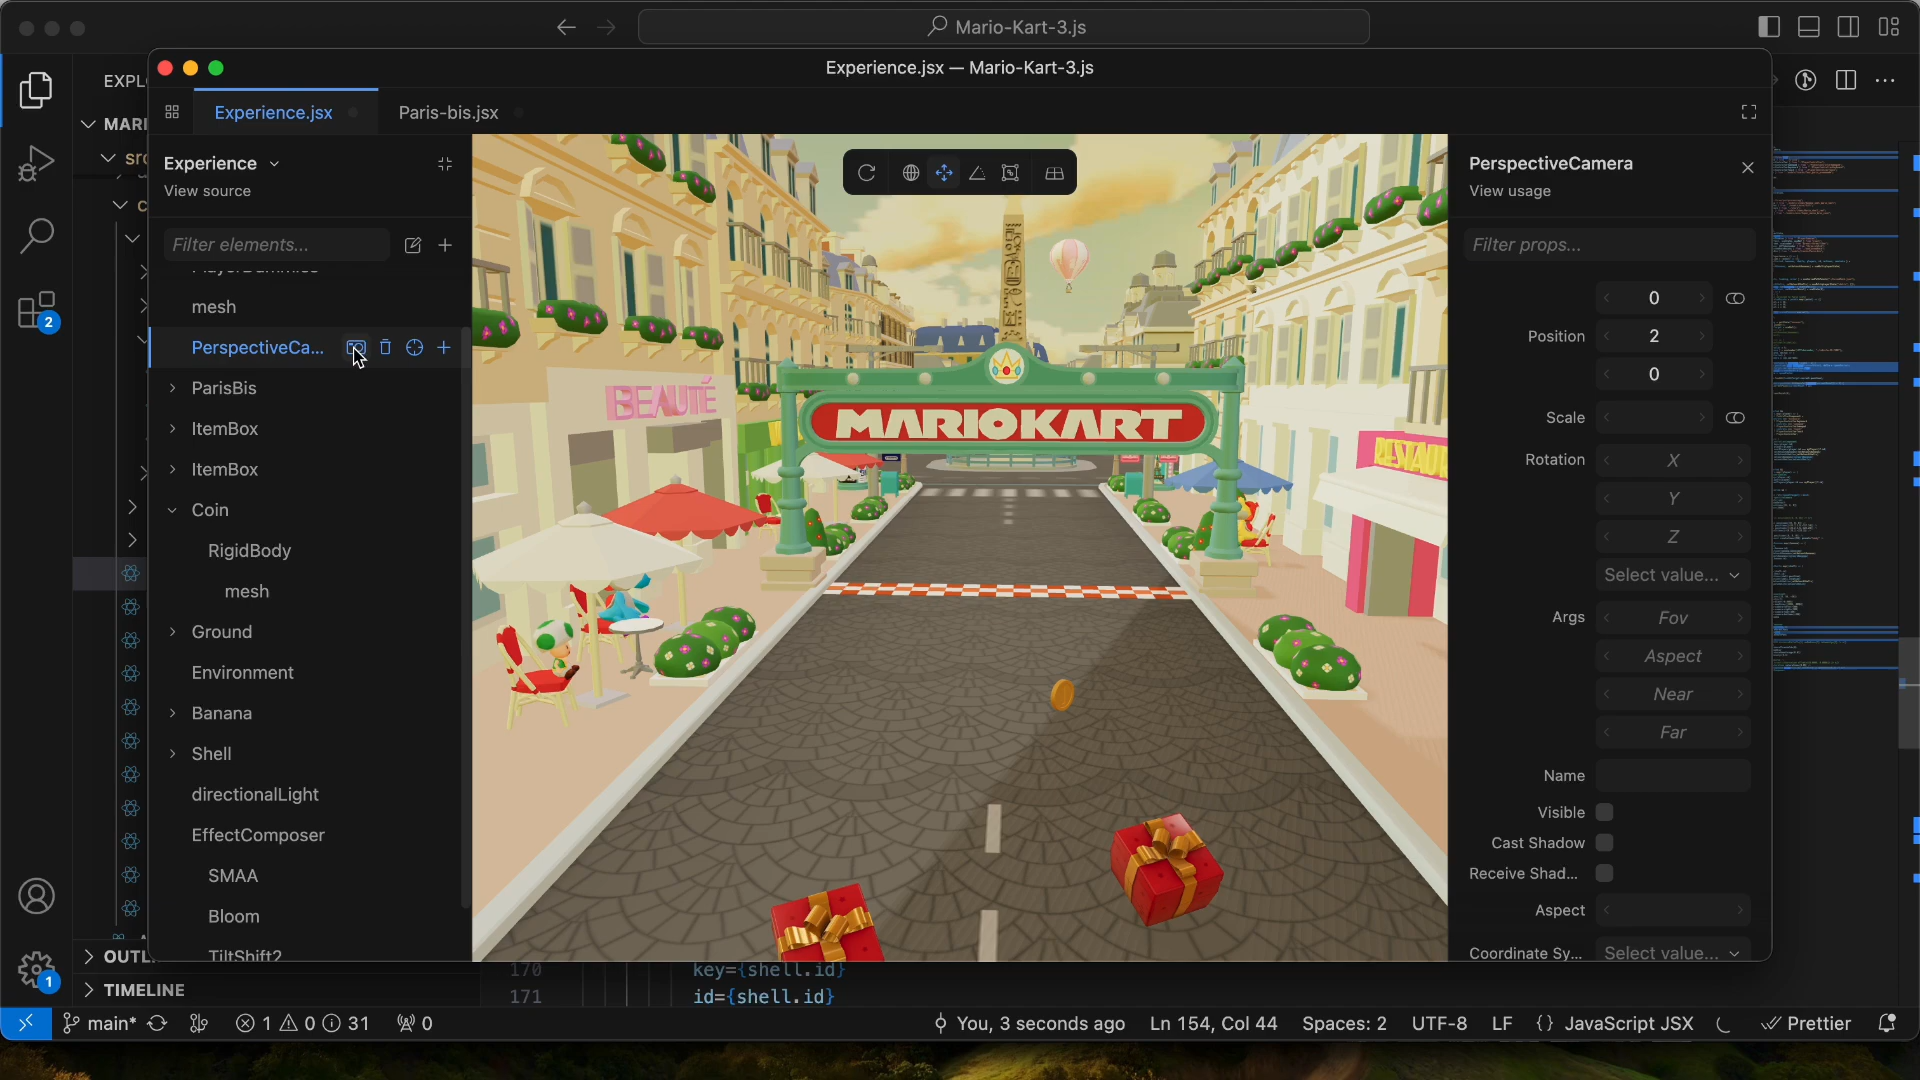 Mario-Kart-3.js
Experience.jsx — Mario-Kart-3.js
EXPL
Experience.jsx
Paris-bis.jsx
MARI
Experience
View source
src
PerspectiveCamera
View usage
c
Filter elements...
Filter props...
PlayerDummies
mesh
0
2
PerspectiveCa...
Position
2
0
ParisBis
ItemBox
Scale
ItemBox
Rotation
X
Y
Z
Coin
RigidBody
mesh
Select value...
Args
Fov
Ground
Aspect
Environment
Near
Banana
Far
Shell
Name
directionalLight
Visible
EffectComposer
Cast Shadow
SMAA
Receive Shad...
Bloom
Aspect
TiltShift2
Coordinate Sy...
Select value...
BEAUTÉ
MARIOKART
RESTAU
OUTL
170
key={shell.id}
TIMELINE
171
id={shell.id}
1
main*
1
0
31
0
You, 3 seconds ago
Ln 154, Col 44
Spaces: 2
UTF-8
LF
{} JavaScript JSX
Prettier